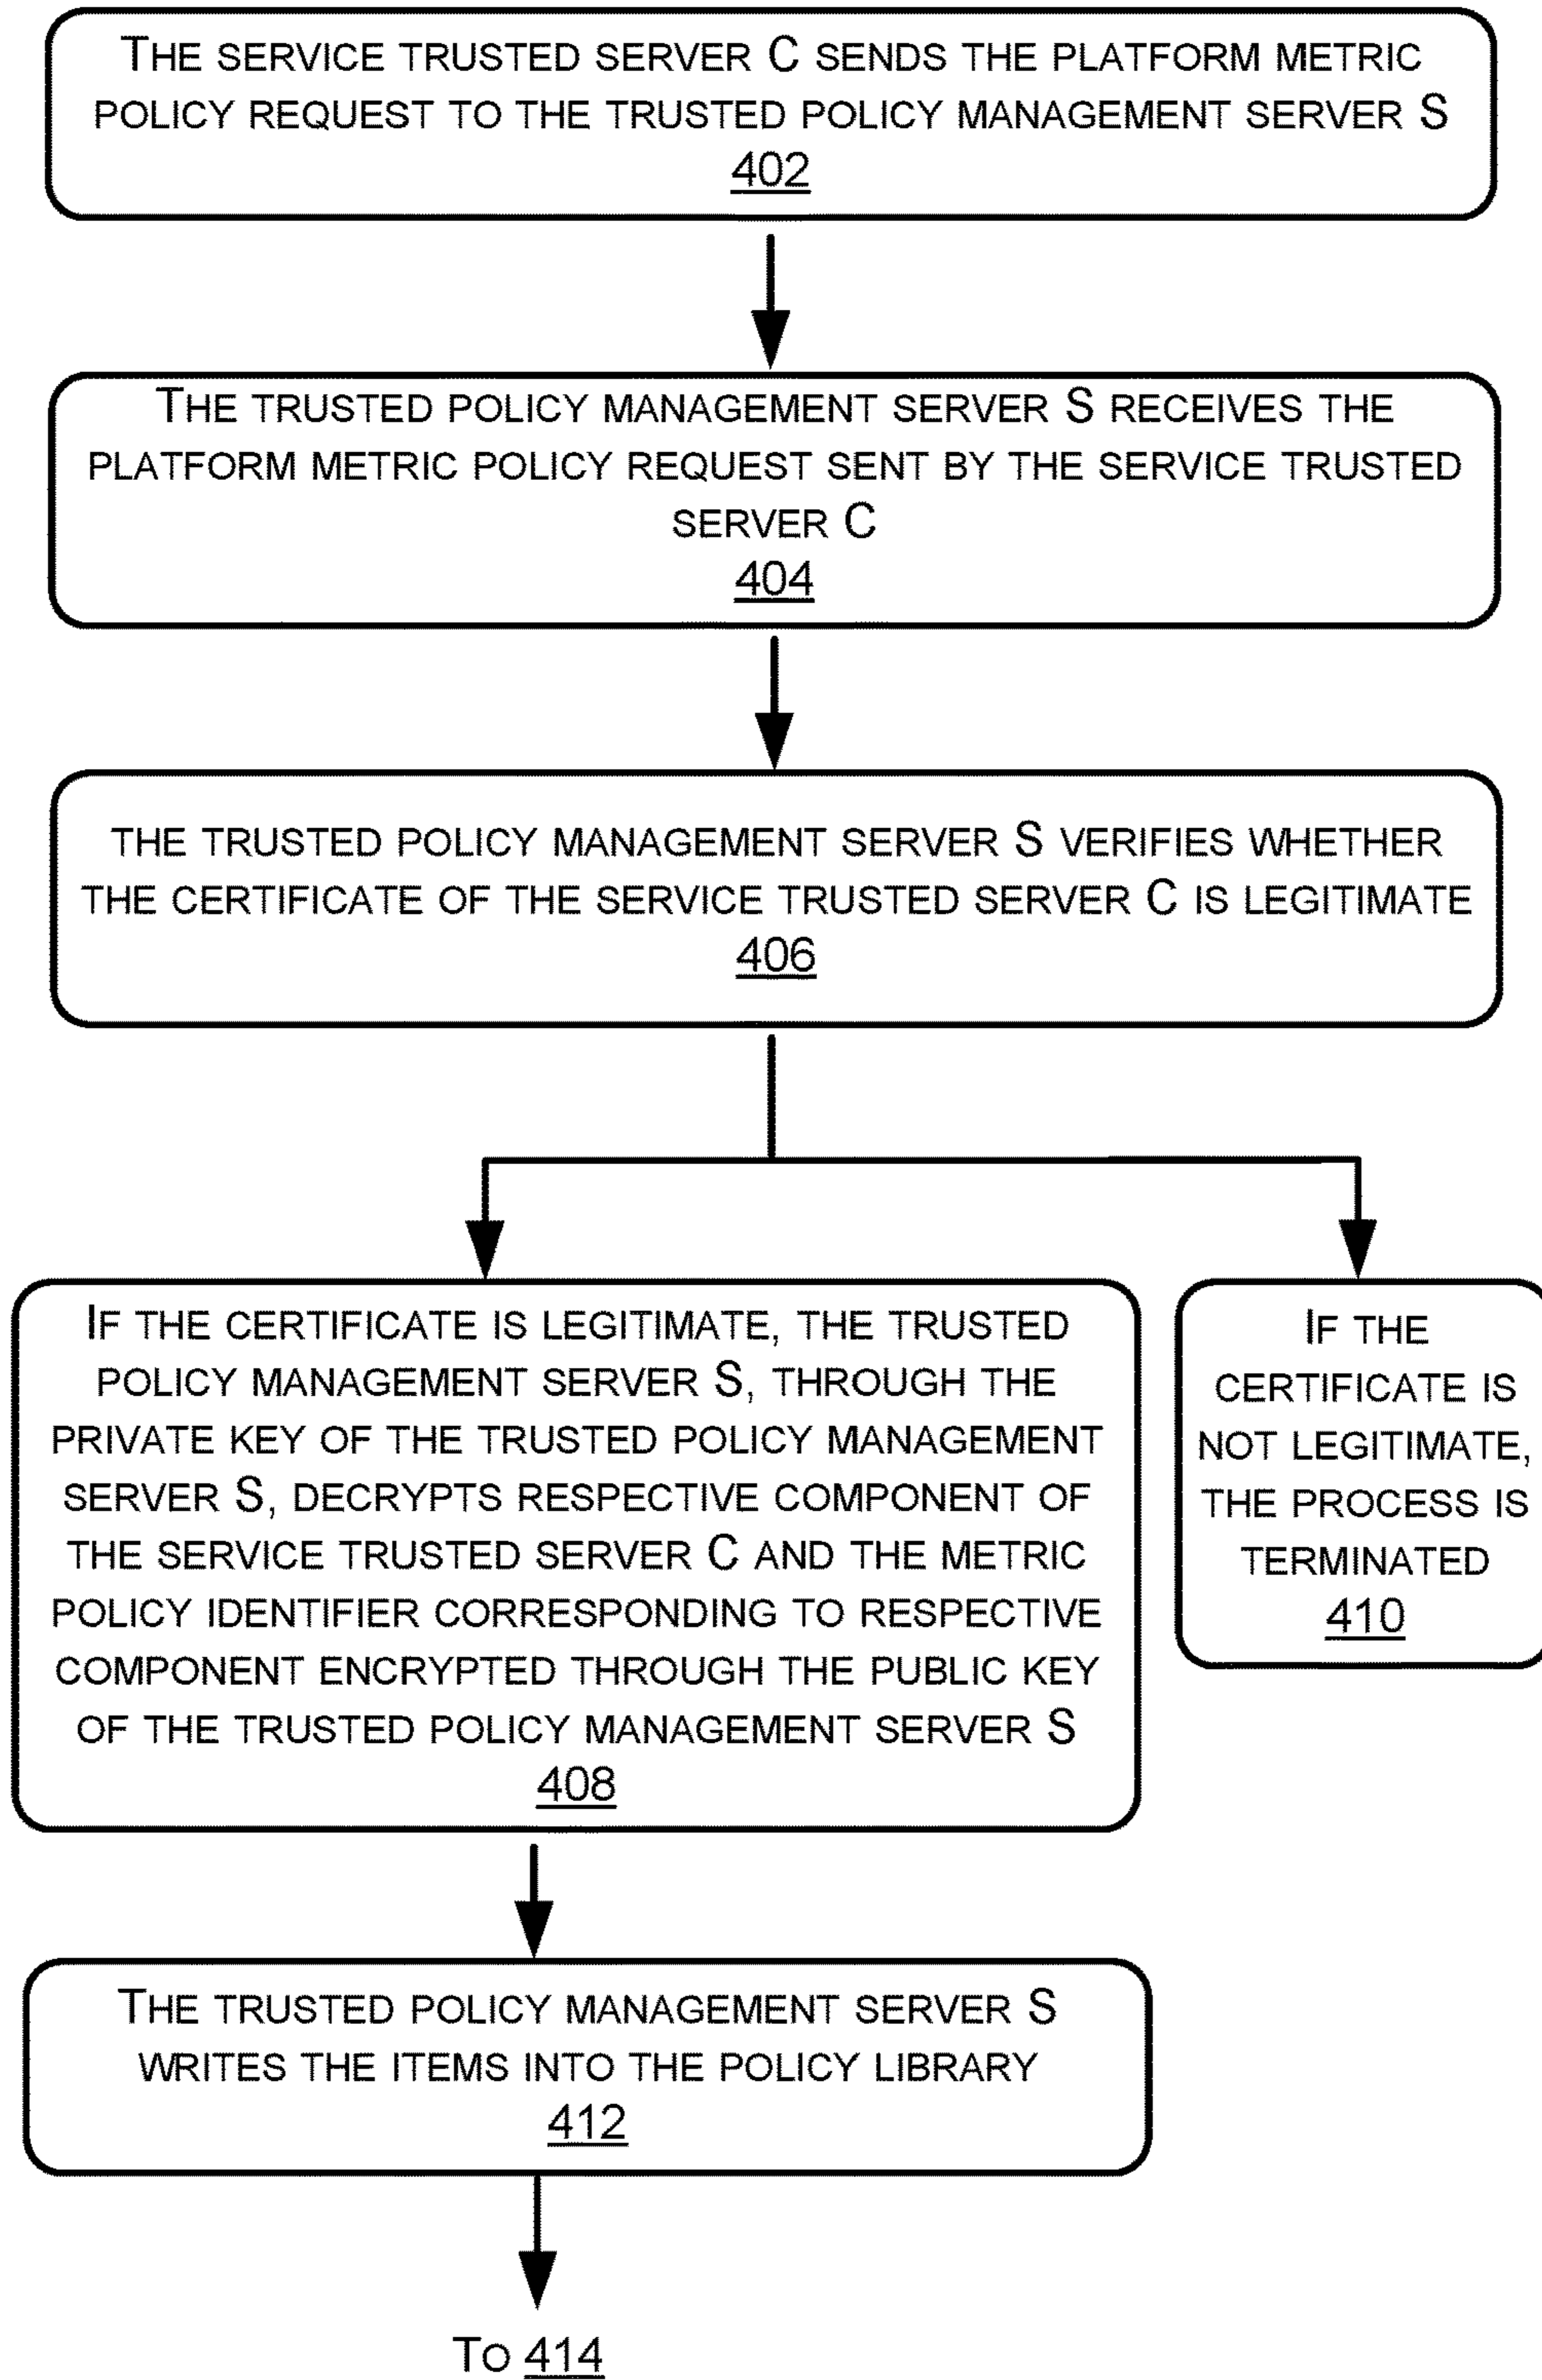 THE SERVICE TRUSTED SERVER C SENDS THE PLATFORM METRIC
POLICY REQUEST TO THE TRUSTED POLICY MANAGEMENT SERVER S
402
THE TRUSTED POLICY MANAGEMENT SERVER S RECEIVES THE
PLATFORM METRIC POLICY REQUEST SENT BY THE SERVICE TRUSTED
SERVER C
404
THE TRUSTED POLICY MANAGEMENT SERVER S VERIFIES WHETHER
THE CERTIFICATE OF THE SERVICE TRUSTED SERVER C IS LEGITIMATE
406
IF THE CERTIFICATE IS LEGITIMATE, THE TRUSTED
POLICY MANAGEMENT SERVER S, THROUGH THE
PRIVATE KEY OF THE TRUSTED POLICY MANAGEMENT
SERVER S, DECRYPTS RESPECTIVE COMPONENT OF
THE SERVICE TRUSTED SERVER C AND THE METRIC
POLICY IDENTIFIER CORRESPONDING TO RESPECTIVE
COMPONENT ENCRYPTED THROUGH THE PUBLIC KEY
OF THE TRUSTED POLICY MANAGEMENT SERVER S
408
IF THE
CERTIFICATE IS
NOT LEGITIMATE,
THE PROCESS IS
TERMINATED
410
THE TRUSTED POLICY MANAGEMENT SERVER S
WRITES THE ITEMS INTO THE POLICY LIBRARY
412
TO 414